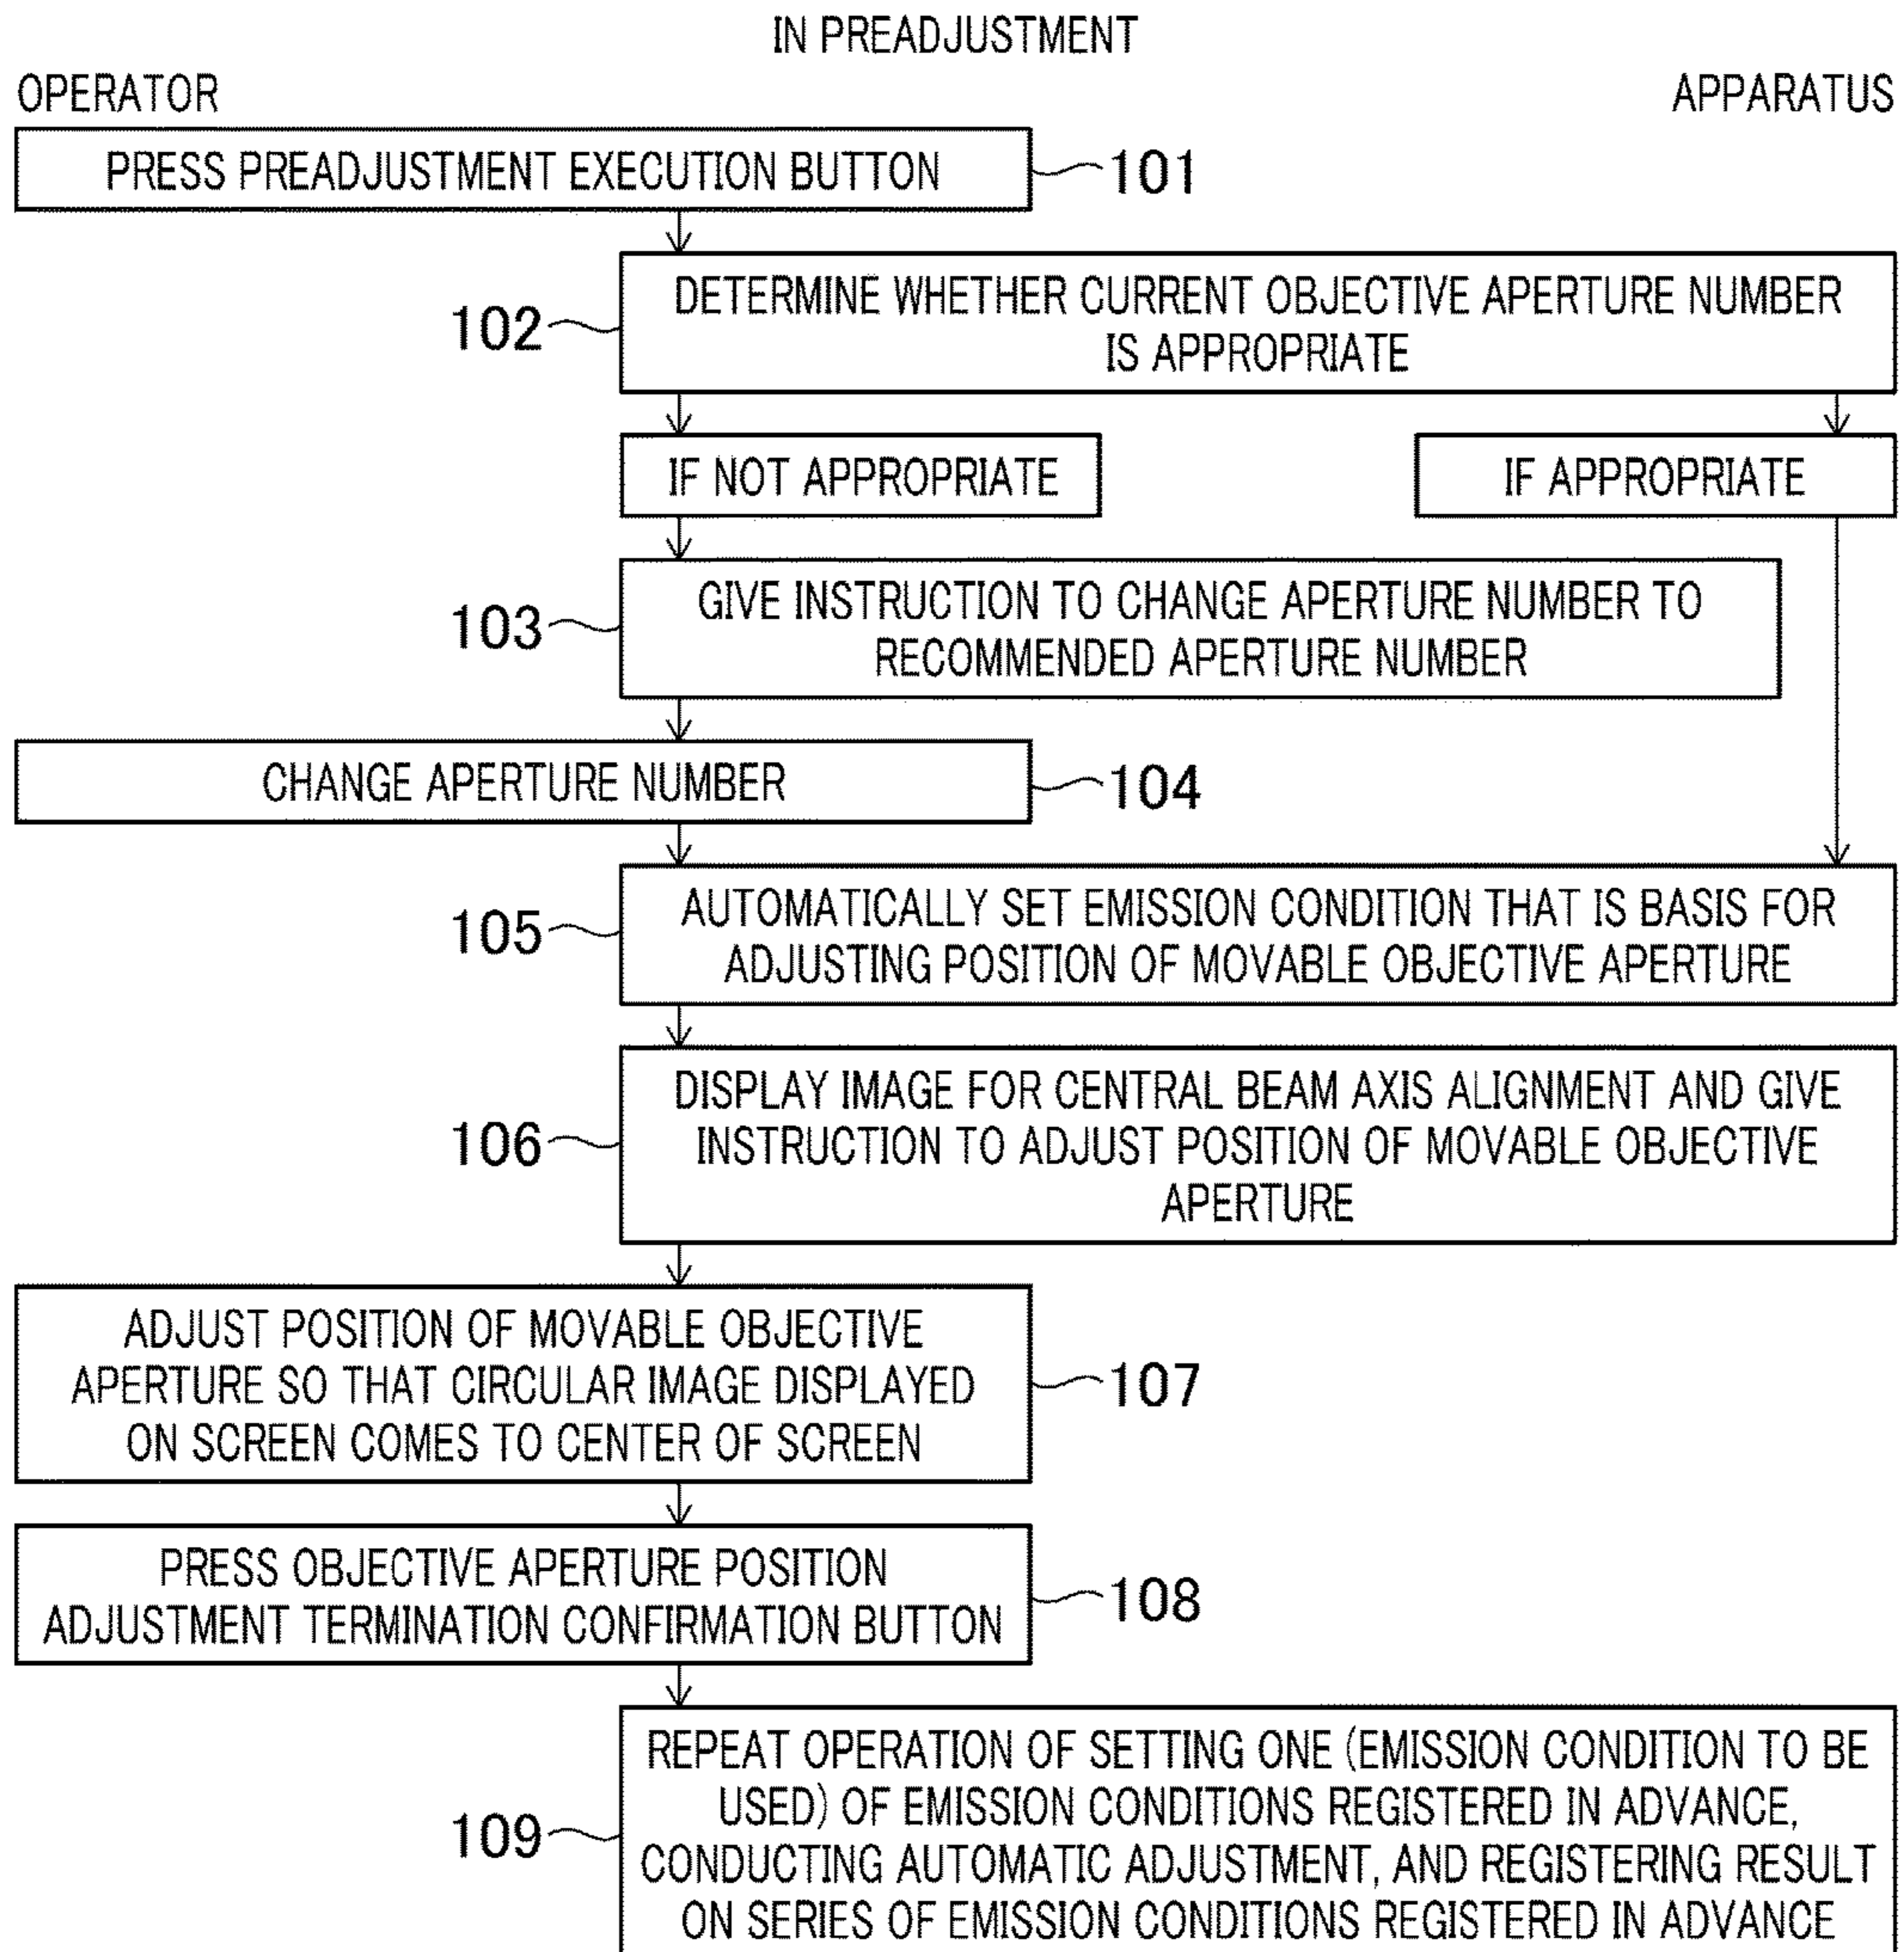 IN PREADJUSTMENT
OPERATOR
APPARATUS
PRESS PREADJUSTMENT EXECUTION BUTTON
101
102
DETERMINE WHETHER CURRENT OBJECTIVE APERTURE NUMBER
IS APPROPRIATE
IF NOT APPROPRIATE
IF APPROPRIATE
103
GIVE INSTRUCTION TO CHANGE APERTURE NUMBER TO
RECOMMENDED APERTURE NUMBER
CHANGE APERTURE NUMBER
104
105
AUTOMATICALLY SET EMISSION CONDITION THAT IS BASIS FOR
ADJUSTING POSITION OF MOVABLE OBJECTIVE APERTURE
106
DISPLAY IMAGE FOR CENTRAL BEAM AXIS ALIGNMENT AND GIVE
INSTRUCTION TO ADJUST POSITION OF MOVABLE OBJECTIVE
APERTURE
ADJUST POSITION OF MOVABLE OBJECTIVE
APERTURE SO THAT CIRCULAR IMAGE DISPLAYED
ON SCREEN COMES TO CENTER OF SCREEN
107
PRESS OBJECTIVE APERTURE POSITION
ADJUSTMENT TERMINATION CONFIRMATION BUTTON
108
109
REPEAT OPERATION OF SETTING ONE (EMISSION CONDITION TO BE
USED) OF EMISSION CONDITIONS REGISTERED IN ADVANCE,
CONDUCTING AUTOMATIC ADJUSTMENT, AND REGISTERING RESULT
ON SERIES OF EMISSION CONDITIONS REGISTERED IN ADVANCE